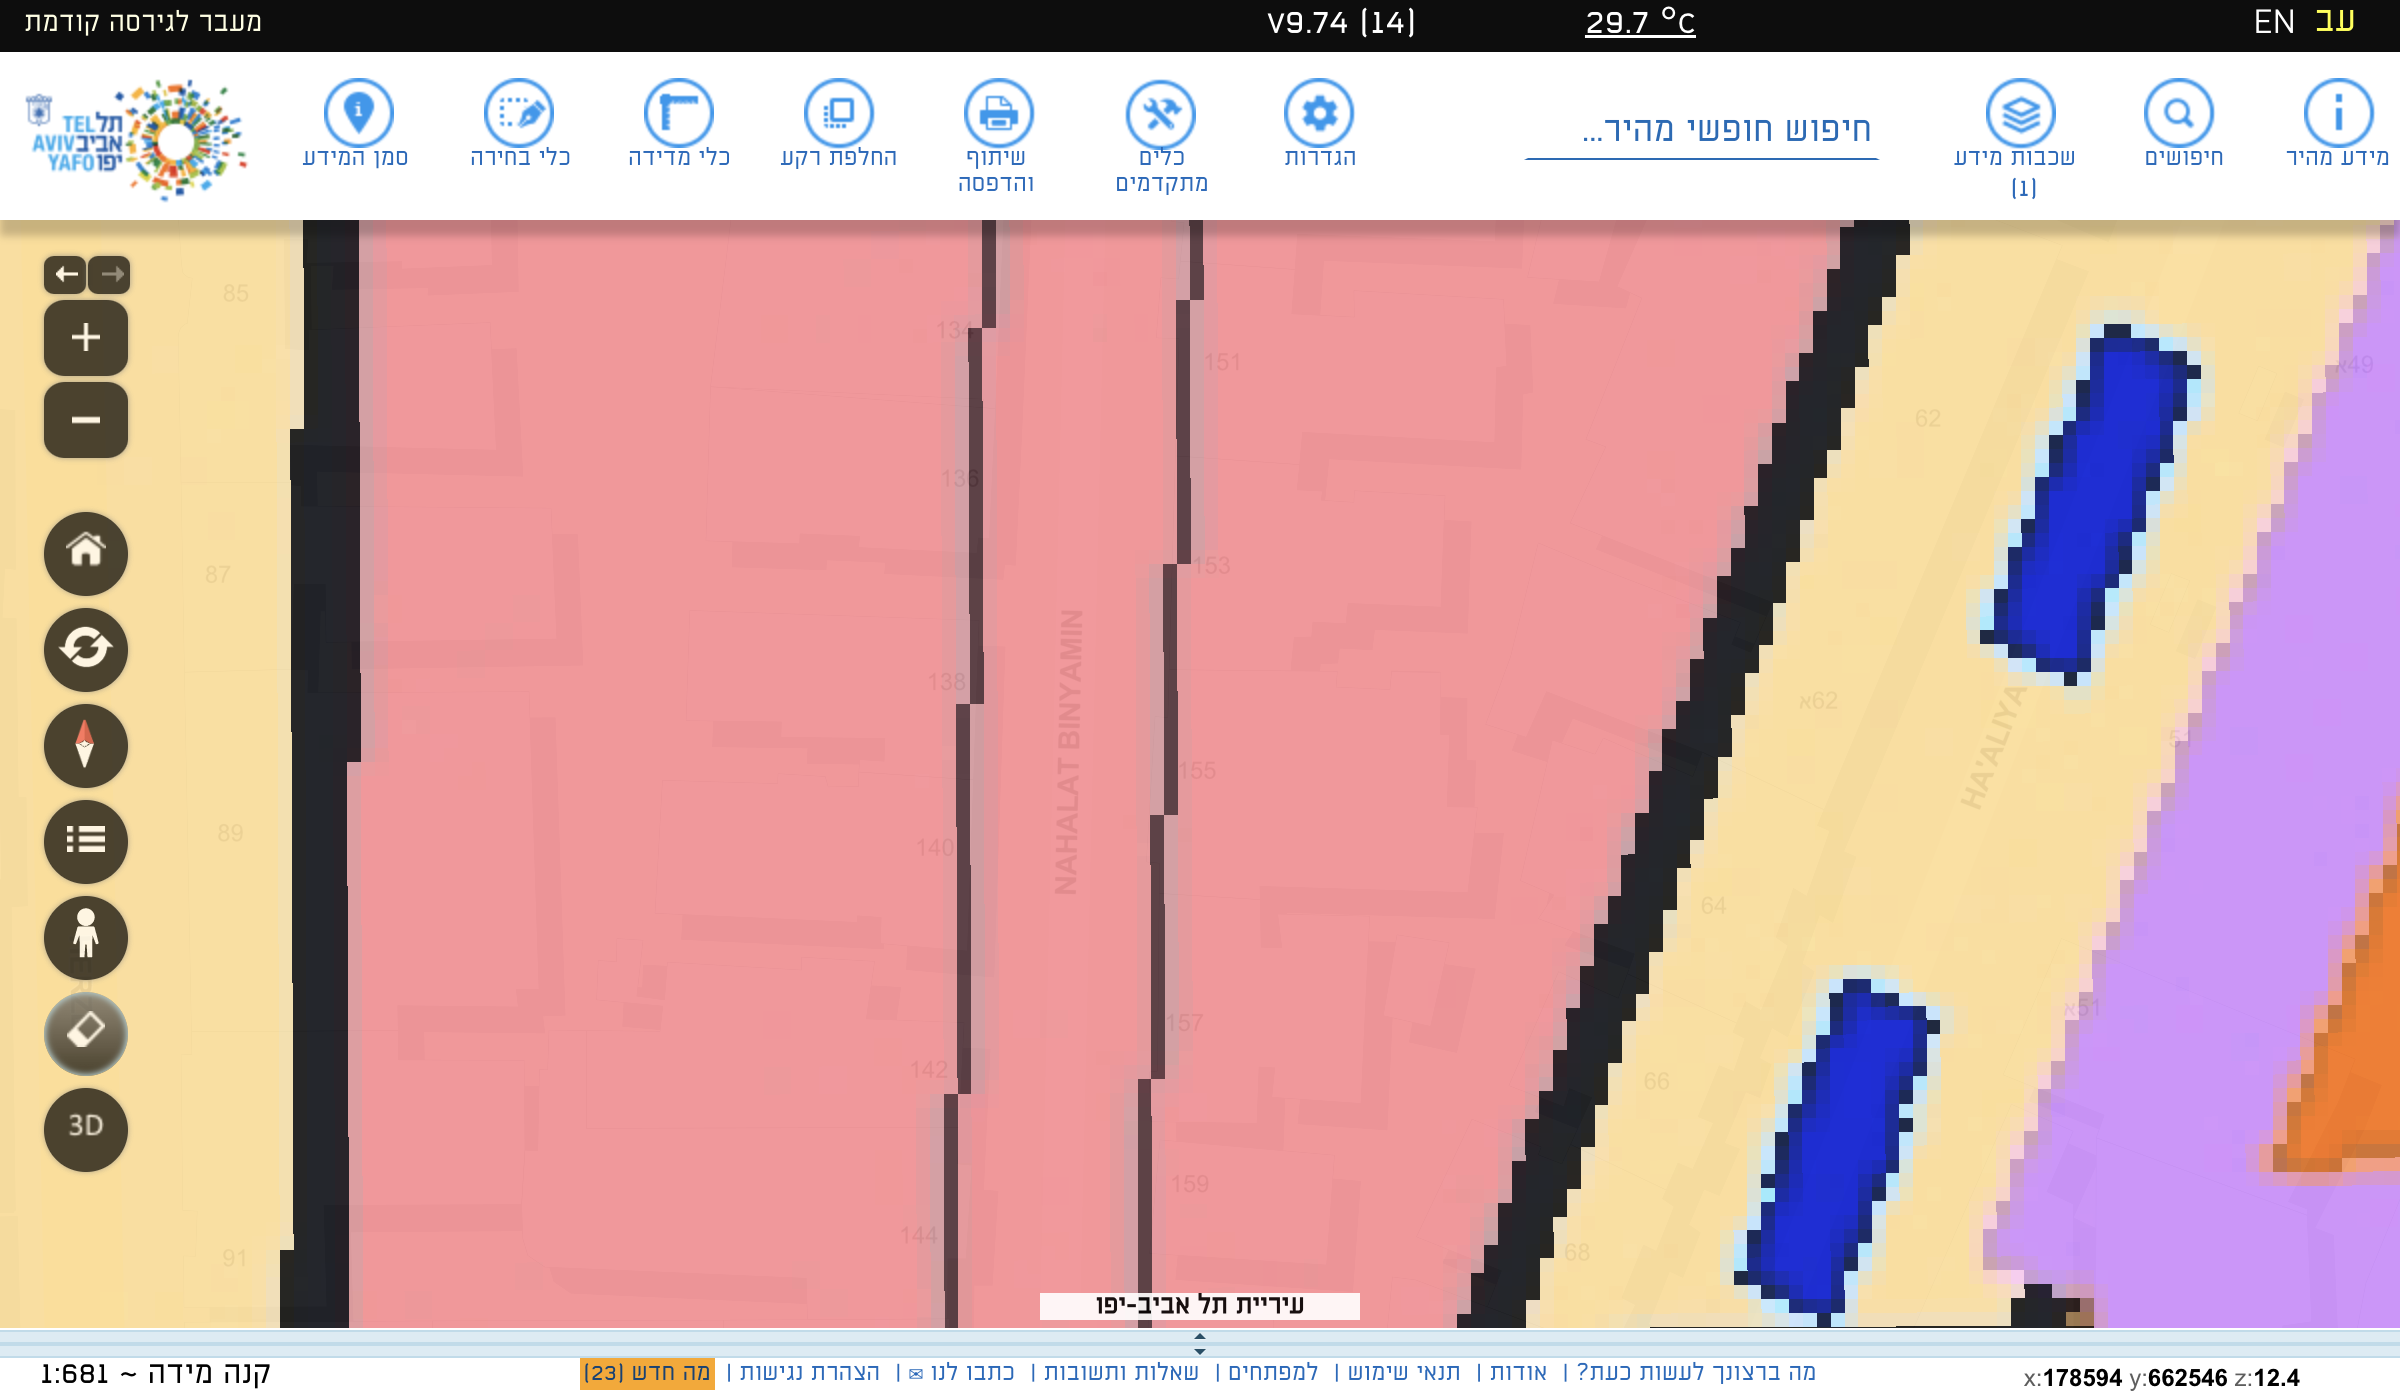 מעבר לגירסה קודמת
V9.74 (14)
29.7 °C
EN
עב
תל אביב יפו
TEL AVIV YAFO
סמן המידע
כלי בחירה
כלי מדידה
החלפת רקע
שיתוף והדפסה
כלים מתקדמים
הגדרות
חיפוש חופשי מהיר...
שכבות מידע (1)
חיפושים
מידע מהיר
85
134
151
א49
62
136
87
153
138
א62
51
NAHALAT BINYAMIN
HA'ALIYA
155
89
140
64
א51
157
142
66
3D
159
144
68
91
עיריית תל אביב-יפו
קנה מידה ~ 1:681
מה ברצונך לעשות כעת? | אודות | תנאי שימוש | למפתחים | שאלות ותשובות | כתבו לנו ✉ | הצהרת נגישות | מה חדש (23)
x:178594 y:662546 z:12.4